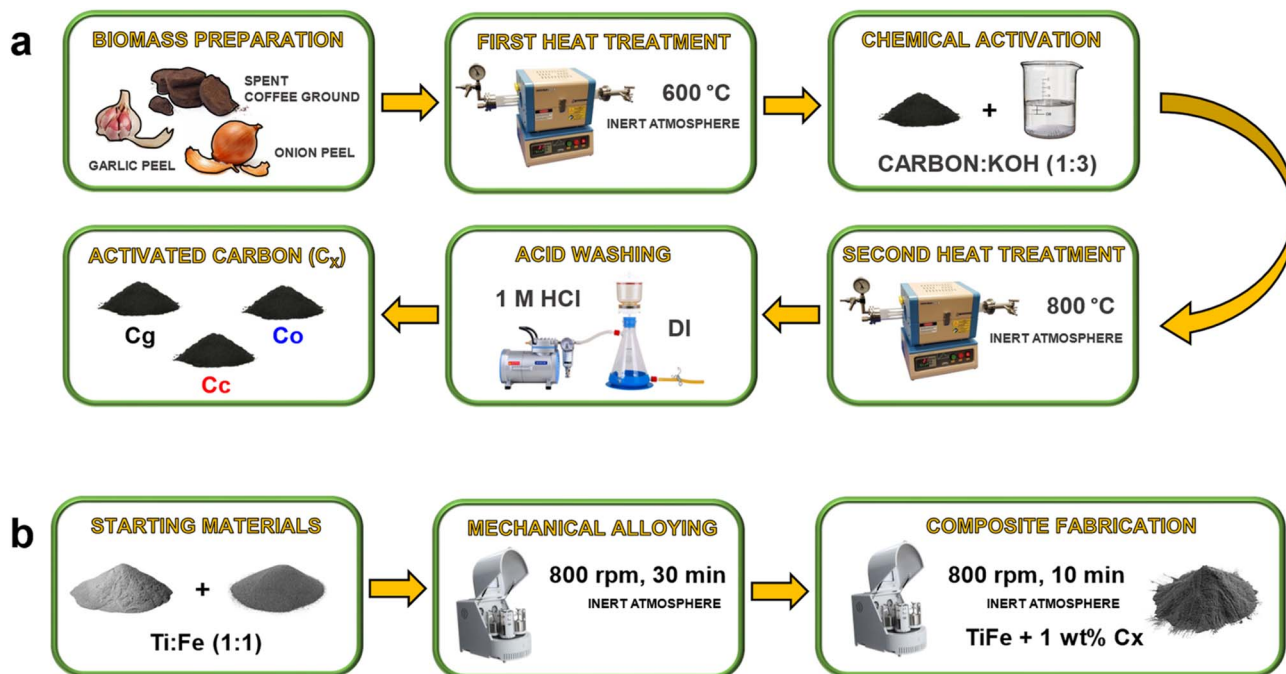 a
BIOMASS PREPARATION
SPENT
COFFEE GROUND
GARLIC PEEL
ONION PEEL
FIRST HEAT TREATMENT
600 °C
INERT ATMOSPHERE
CHEMICAL ACTIVATION
+
CARBON:KOH (1:3)
SECOND HEAT TREATMENT
800 °C
INERT ATMOSPHERE
ACID WASHING
1 M HCl
DI
ACTIVATED CARBON (Cₓ)
Cg
Co
Cc
b
STARTING MATERIALS
+
Ti:Fe (1:1)
MECHANICAL ALLOYING
800 rpm, 30 min
INERT ATMOSPHERE
COMPOSITE FABRICATION
800 rpm, 10 min
INERT ATMOSPHERE
TiFe + 1 wt% Cx